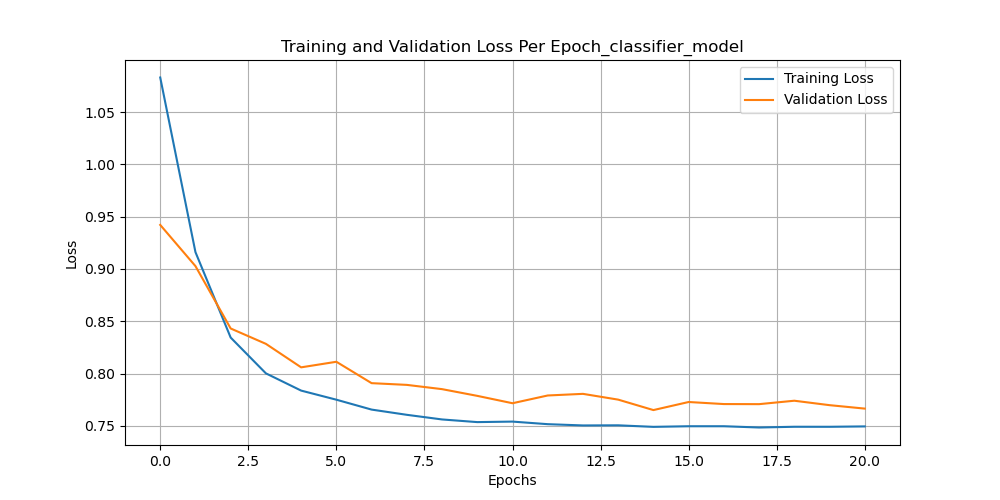 Training and Validation Loss Per Epoch_classifier_model
Training Loss
Validation Loss
1.05
1.00
0.95
0.90
0.85
0.80
0.75
Loss
0.0 2.5 5.0 7.5 10.0 12.5 15.0 17.5 20.0
Epochs